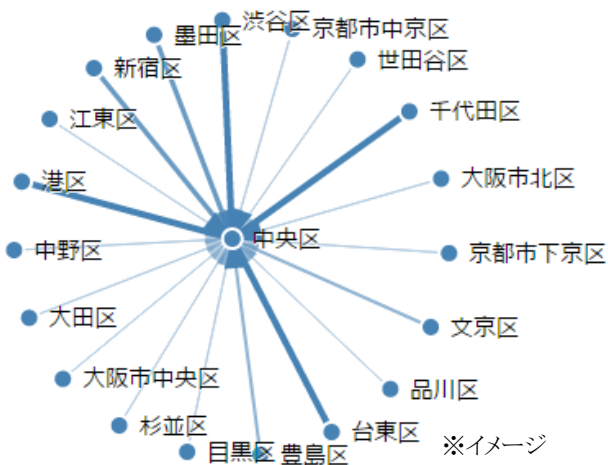 渋谷区
京都市中京区
墨田区
世田谷区
新宿区
千代田区
江東区
大阪市北区
港区
中央区
中野区
京都市下京区
大田区
文京区
大阪市中央区
品川区
杉並区
台東区
目黒区
豊島区
※イメージ